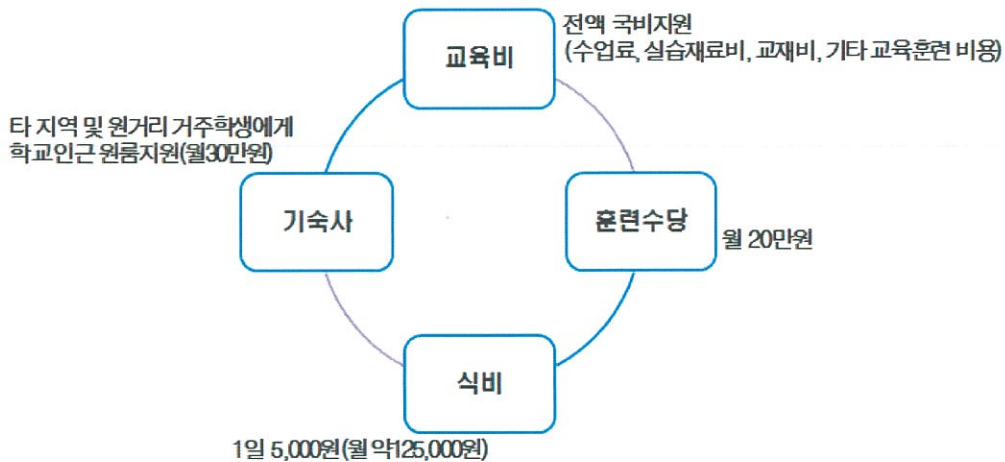 교육비
전액 국비지원
(수업료, 실습재료비, 교재비, 기타 교육훈련 비용)
타 지역 및 원거리 거주학생에게
학교인근 원룸지원(월30만원)
기숙사
훈련수당
월 20만원
식비
1일 5,000원(월 약125,000원)